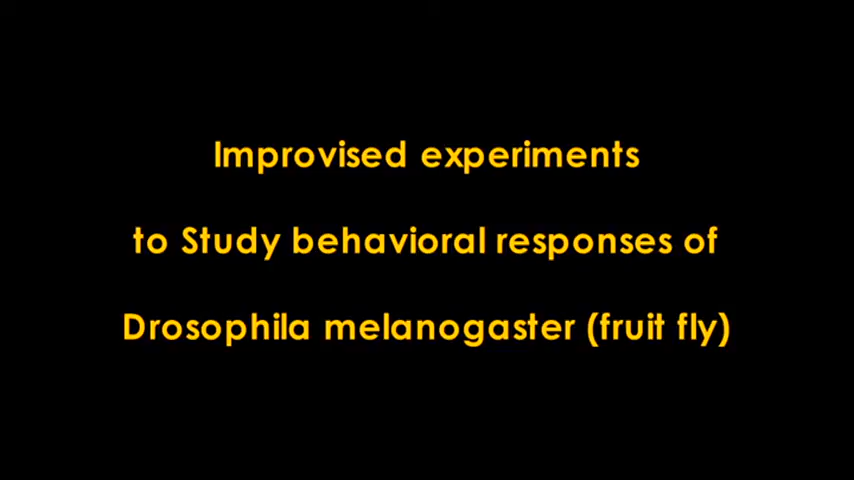 Improvised experiments
to Study behavioral responses of
Drosophila melanogaster (fruit fly)